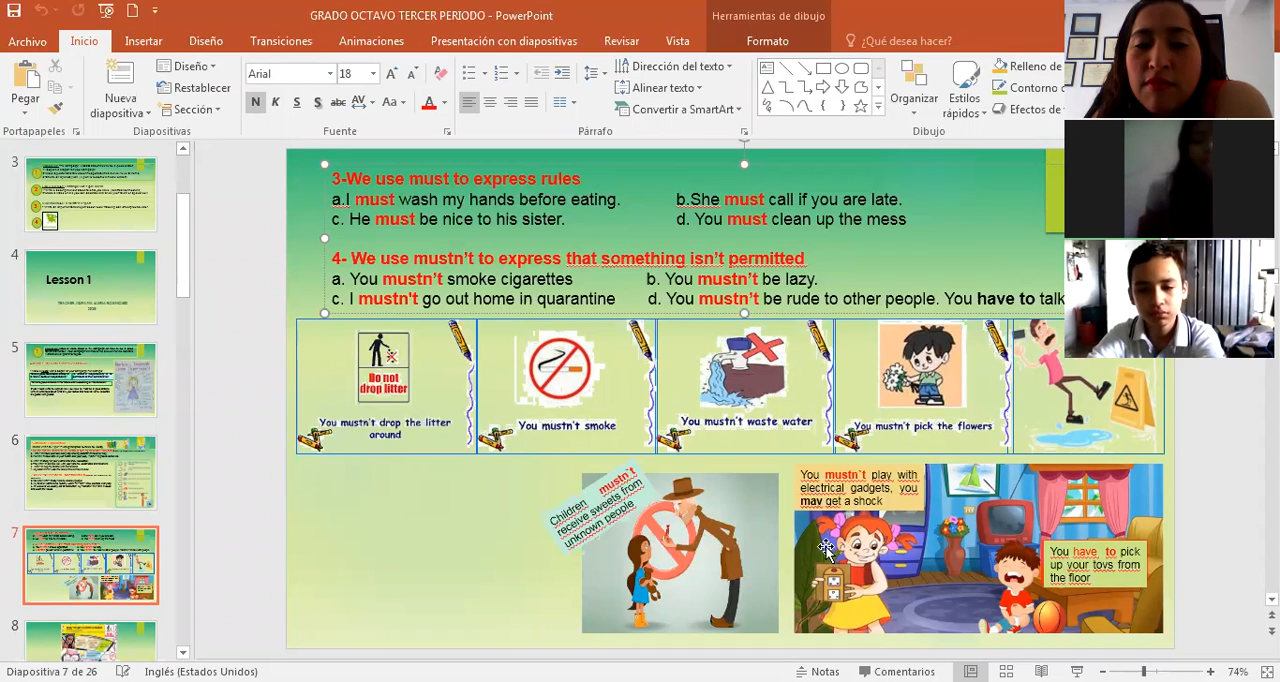 GRADO OCTAVO TERCER PERIODO - PowerPoint
Herramientas de dibujo
Archivo
Inicio
Insertar
Diseño
Transiciones
Animaciones
Presentación con diapositivas
Revisar
Vista
Formato
¿Qué desea hacer?
Pegar
Nueva
diapositiva
Diseño
Restablecer
Sección
Arial
18
N K S S abc AV Aa A
Dirección del texto
Alinear texto
Convertir a SmartArt
Organizar
Estilos
rápidos
Relleno de
Contorno
Efectos de
Portapapeles
Diapositivas
Fuente
Párrafo
Dibujo
3
4
Lesson 1
5
6
7
8
3-We use must to express rules
a.I must wash my hands before eating. b.She must call if you are late.
c. He must be nice to his sister. d. You must clean up the mess
4- We use mustn't to express that something isn't permitted
a. You mustn't smoke cigarettes b. You mustn't be lazy.
c. I mustn't go out home in quarantine d. You mustn't be rude to other people. You have to talk
Do not
drop litter
You mustn't drop the litter
around
You mustn't smoke
You mustn't waste water
You mustn't pick the flowers
Children mustn`t
receive sweets from
unknown people
You mustn`t play with
electrical gadgets, you
may get a shock
You have to pick
up your toys from
the floor
Diapositiva 7 de 26
Inglés (Estados Unidos)
Notas
Comentarios
74%